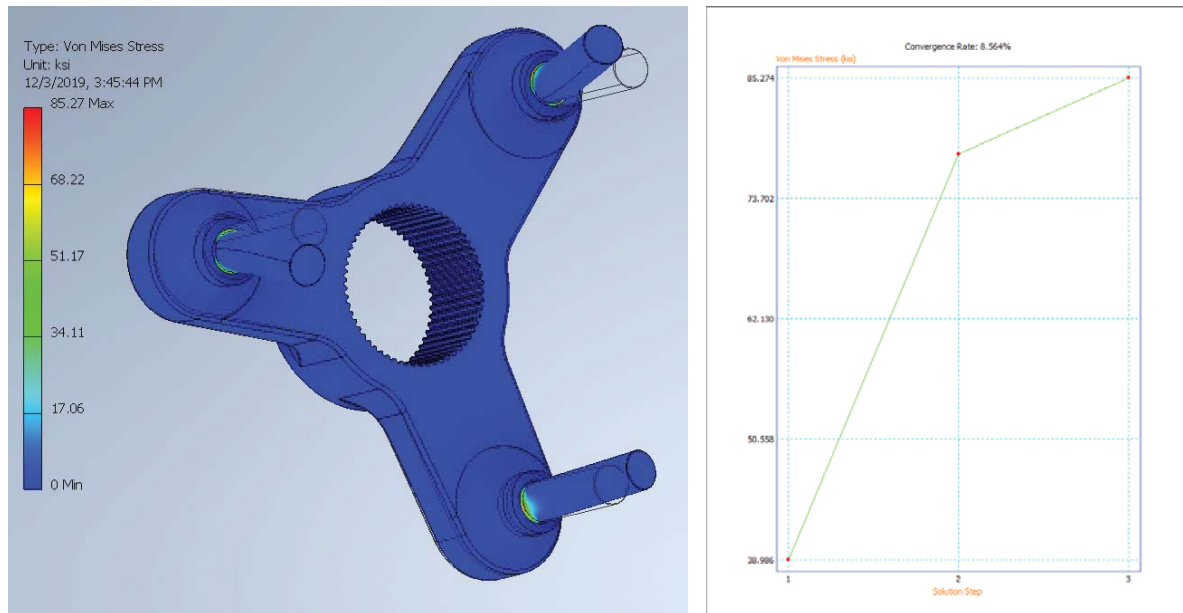 Type: Von Mises Stress
Unit: ksi
12/3/2019, 3:45:44 PM
85.27 Max
68.22
51.17
34.11
17.06
0 Min
Convergence Rate: 8.564%
Von Mises Stress (ksi)
85.274
73.702
62.130
50.558
38.986
1 2 3
Solution Step